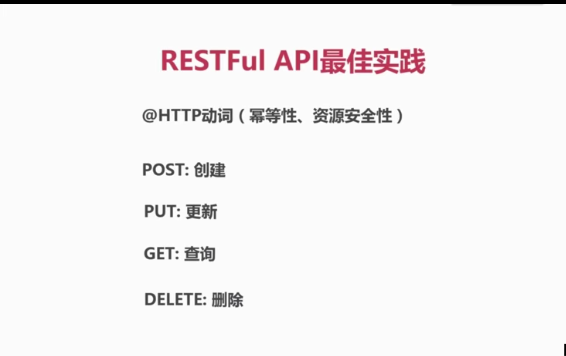 RESTFul API最佳实践
@HTTP动词（幂等性、资源安全性）
POST: 创建
PUT: 更新
GET: 查询
DELETE: 删除